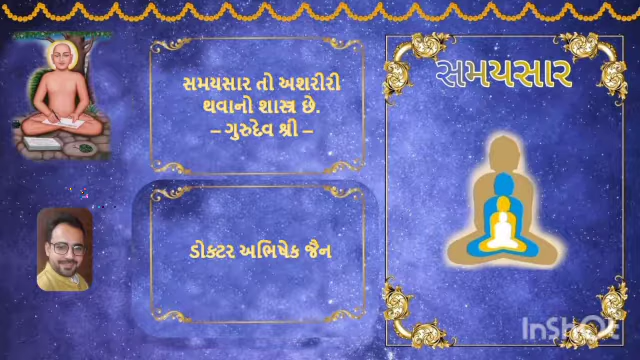 સમયસાર તો અશરીરી
થવાનો શાસ્ત્ર છે.
– ગુરુદેવ શ્રી –
ડોક્ટર અભિષેક જૈન
સમયસાર
InShOt